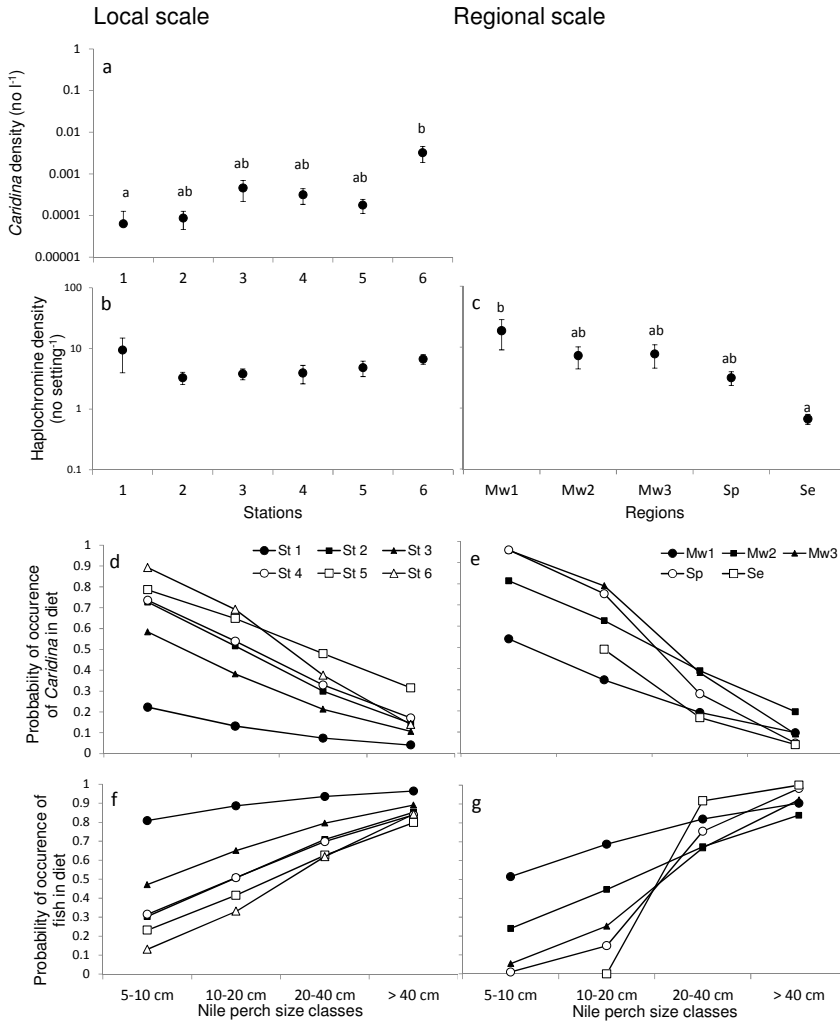 Local scale
Regional scale
a
Caridina density (no l-1)
1
0.1
0.01
0.001
0.0001
0.00001
a
ab
ab
ab
ab
b
1 2 3 4 5 6
b
Haplochromine density
(no setting-1)
100
10
1
0.1
1 2 3 4 5 6
Stations
c
b
ab
ab
ab
a
Mw1 Mw2 Mw3 Sp Se
Regions
d
Probbability of occurence
of Caridina in diet
1
0.9
0.8
0.7
0.6
0.5
0.4
0.3
0.2
0.1
0
St 1 St 2 St 3
St 4 St 5 St 6
e
Mw1 Mw2 Mw3
Sp Se
f
Probability of occurence of
fish in diet
1
0.9
0.8
0.7
0.6
0.5
0.4
0.3
0.2
0.1
0
5-10 cm 10-20 cm 20-40 cm > 40 cm
Nile perch size classes
g
5-10 cm 10-20 cm 20-40 cm > 40 cm
Nile perch size classes